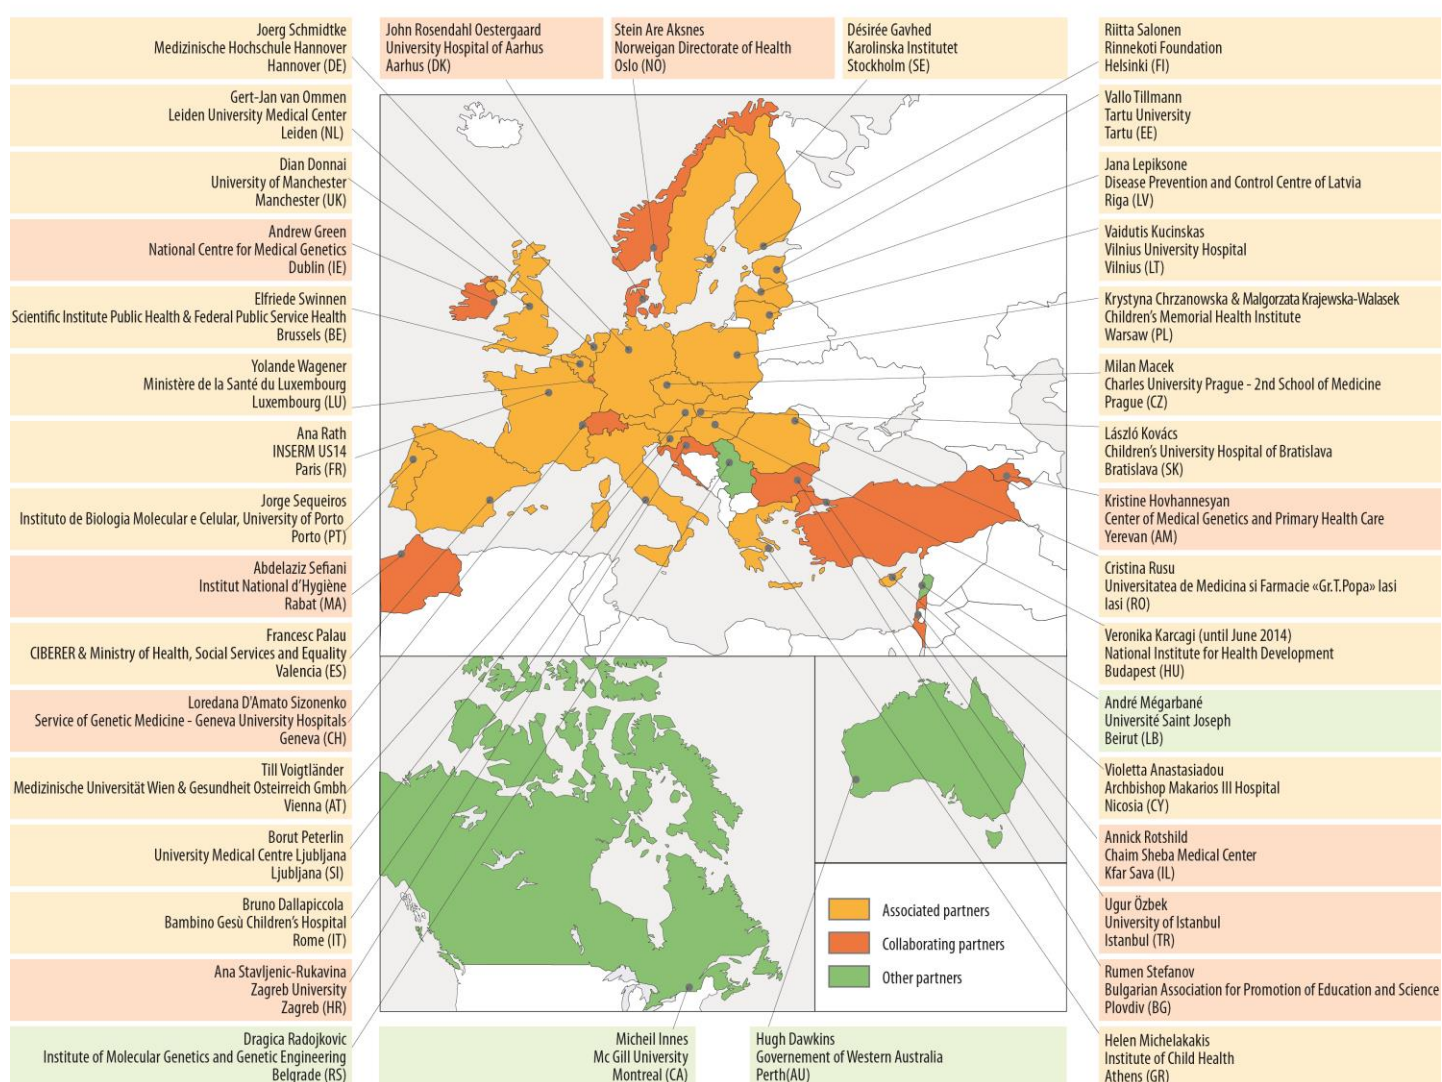 Joerg Schmidtke
Medizinische Hochschule Hannover
Hannover (DE)
Gert-Jan van Ommen
Leiden University Medical Center
Leiden (NL)
Dian Donnai
University of Manchester
Manchester (UK)
Andrew Green
National Centre for Medical Genetics
Dublin (IE)
Elfriede Swinnen
Scientific Institute Public Health & Federal Public Service Health
Brussels (BE)
Yolande Wagener
Ministère de la Santé du Luxembourg
Luxembourg (LU)
Ana Rath
INSERM US14
Paris (FR)
Jorge Sequeiros
Instituto de Biologia Molecular e Celular, University of Porto
Porto (PT)
Abdelaziz Sefiani
Institut National d'Hygiène
Rabat (MA)
Francesc Palau
CIBERER & Ministry of Health, Social Services and Equality
Valencia (ES)
Loredana D'Amato Sizonenko
Service of Genetic Medicine - Geneva University Hospitals
Geneva (CH)
Till Voigtländer
Medizinische Universität Wien & Gesundheit Osteirreich Gmbh
Vienna (AT)
Borut Peterlin
University Medical Centre Ljubljana
Ljubljana (SI)
Bruno Dallapiccola
Bambino Gesù Children's Hospital
Rome (IT)
Ana Stavljenic-Rukavina
Zagreb University
Zagreb (HR)
Dragica Radojkovic
Institute of Molecular Genetics and Genetic Engineering
Belgrade (RS)
John Rosendahl Oestergaard
University Hospital of Aarhus
Aarhus (DK)
Stein Are Aksnes
Norweigan Directorate of Health
Oslo (NO)
Désirée Gavhed
Karolinska Institutet
Stockholm (SE)
Associated partners
Collaborating partners
Other partners
Micheil Innes
Mc Gill University
Montreal (CA)
Hugh Dawkins
Governement of Western Australia
Perth(AU)
Riitta Salonen
Rinnekoti Foundation
Helsinki (FI)
Vallo Tillmann
Tartu University
Tartu (EE)
Jana Lepiksone
Disease Prevention and Control Centre of Latvia
Riga (LV)
Vaidutis Kucinskas
Vilnius University Hospital
Vilnius (LT)
Krystyna Chrzanowska & Malgorzata Krajewska-Walasek
Children's Memorial Health Institute
Warsaw (PL)
Milan Macek
Charles University Prague - 2nd School of Medicine
Prague (CZ)
László Kovács
Children's University Hospital of Bratislava
Bratislava (SK)
Kristine Hovhannesyan
Center of Medical Genetics and Primary Health Care
Yerevan (AM)
Cristina Rusu
Universitatea de Medicina si Farmacie «Gr.T.Popa» Iasi
Iasi (RO)
Veronika Karcagi (until June 2014)
National Institute for Health Development
Budapest (HU)
André Mégarbané
Université Saint Joseph
Beirut (LB)
Violetta Anastasiadou
Archbishop Makarios III Hospital
Nicosia (CY)
Annick Rotshild
Chaim Sheba Medical Center
Kfar Sava (IL)
Ugur Özbek
University of Istanbul
Istanbul (TR)
Rumen Stefanov
Bulgarian Association for Promotion of Education and Science
Plovdiv (BG)
Helen Michelakakis
Institute of Child Health
Athens (GR)